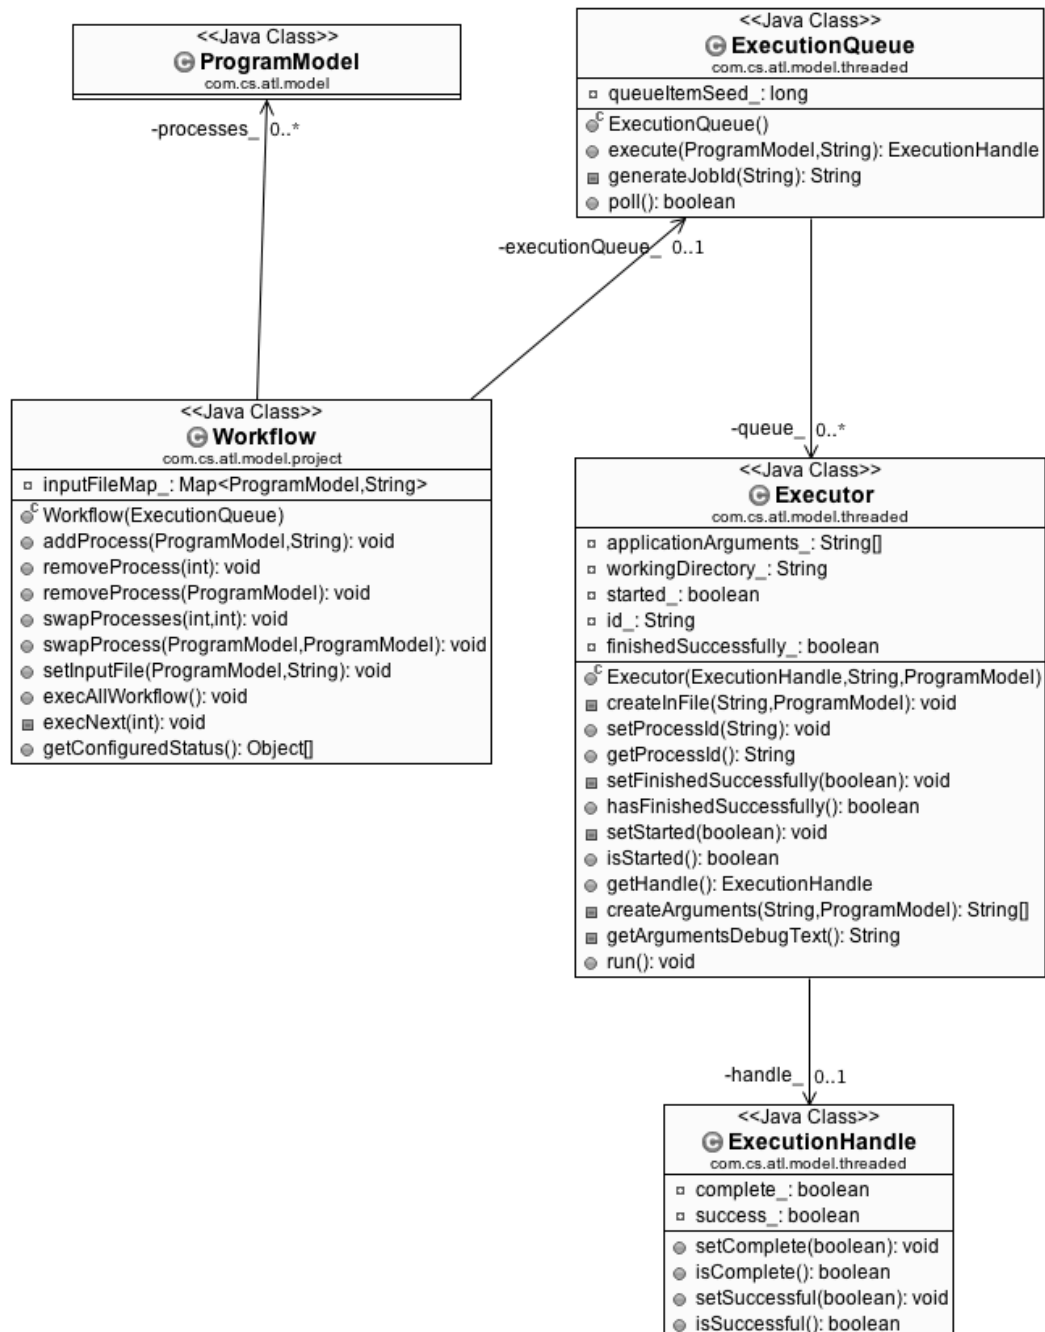 <<Java Class>>
ProgramModel
com.cs.atl.model
-processes_ 0..*
<<Java Class>>
ExecutionQueue
com.cs.atl.model.threaded
queueItemSeed_: long
ExecutionQueue()
execute(ProgramModel,String): ExecutionHandle
generateJobId(String): String
poll(): boolean
-executionQueue_ 0..1
<<Java Class>>
Workflow
com.cs.atl.model.project
inputFileMap_: Map<ProgramModel,String>
Workflow(ExecutionQueue)
addProcess(ProgramModel,String): void
removeProcess(int): void
removeProcess(ProgramModel): void
swapProcesses(int,int): void
swapProcess(ProgramModel,ProgramModel): void
setInputFile(ProgramModel,String): void
execAllWorkflow(): void
execNext(int): void
getConfiguredStatus(): Object[]
-queue_ 0..*
<<Java Class>>
Executor
com.cs.atl.model.threaded
applicationArguments_: String[]
workingDirectory_: String
started_: boolean
id_: String
finishedSuccessfully_: boolean
Executor(ExecutionHandle,String,ProgramModel)
createInFile(String,ProgramModel): void
setProcessId(String): void
getProcessId(): String
setFinishedSuccessfully(boolean): void
hasFinishedSuccessfully(): boolean
setStarted(boolean): void
isStarted(): boolean
getHandle(): ExecutionHandle
createArguments(String,ProgramModel): String[]
getArgumentsDebugText(): String
run(): void
-handle_ 0..1
<<Java Class>>
ExecutionHandle
com.cs.atl.model.threaded
complete_: boolean
success_: boolean
setComplete(boolean): void
isComplete(): boolean
setSuccessful(boolean): void
isSuccessful(): boolean